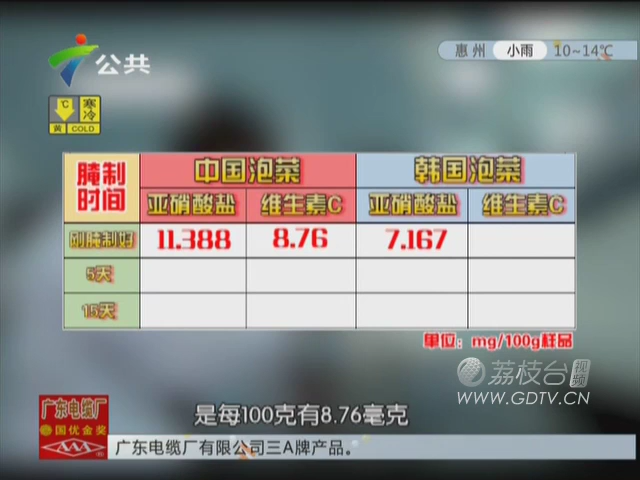 公共
惠州 小雨 10~14℃
℃ 寒冷
黄 COLD
腌制时间 中国泡菜 韩国泡菜
亚硝酸盐 维生素C 亚硝酸盐 维生素C
刚腌制好 11.388 8.76 7.167
5天
15天
单位：mg/100g样品
荔枝台视频
WWW.GDTV.CN
是每100克有8.76毫克
广东电缆厂
国优金奖
AAA
广东电缆厂有限公司三A牌产品。